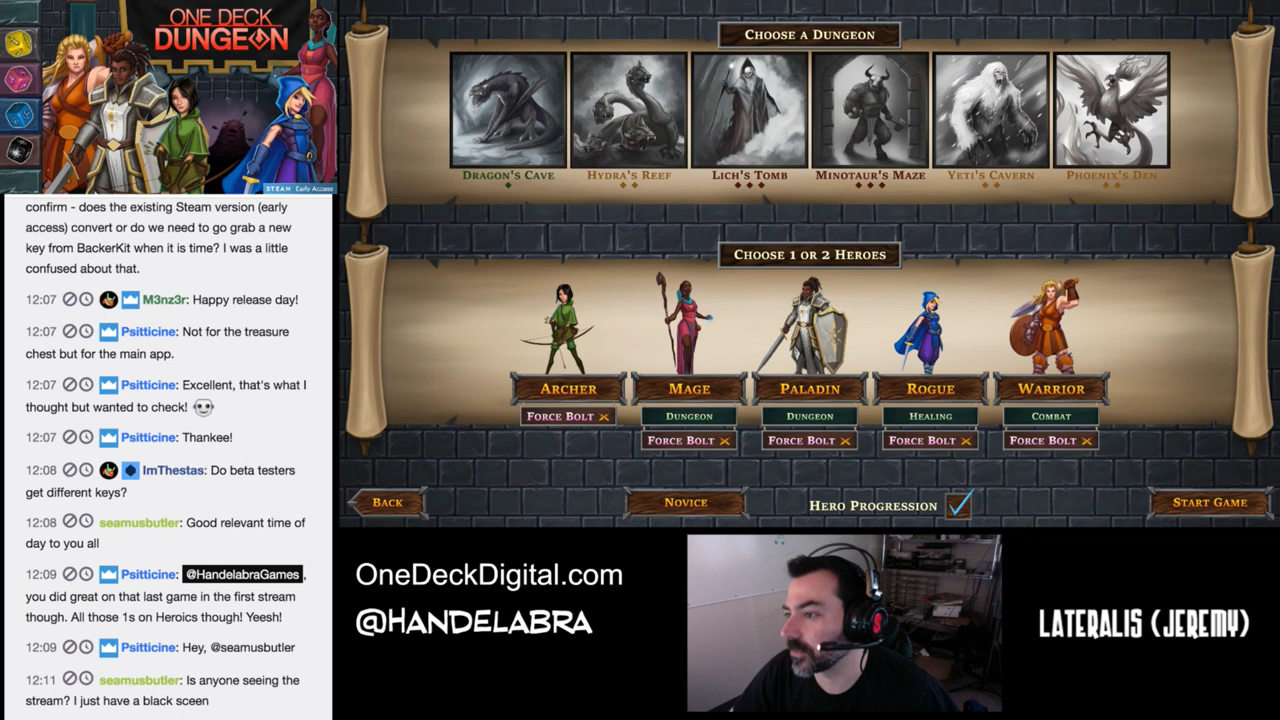 ONE DECK
DUNGEON
STEAM Early Access
confirm - does the existing Steam version (early
access) convert or do we need to go grab a new
key from BackerKit when it is time? I was a little
confused about that.
12:07 M3nz3r: Happy release day!
12:07 Psitticine: Not for the treasure
chest but for the main app.
12:07 Psitticine: Excellent, that's what I
thought but wanted to check!
12:07 Psitticine: Thankee!
12:08 ImThestas: Do beta testers
get different keys?
12:08 seamusbutler: Good relevant time of
day to you all
12:09 Psitticine: @HandelabraGames,
you did great on that last game in the first stream
though. All those 1s on Heroics though! Yeesh!
12:09 Psitticine: Hey, @seamusbutler
12:11 seamusbutler: Is anyone seeing the
stream? I just have a black sceen
CHOOSE A DUNGEON
DRAGON'S CAVE HYDRA'S REEF LICH'S TOMB MINOTAUR'S MAZE YETI'S CAVERN PHOENIX'S DEN
CHOOSE 1 OR 2 HEROES
ARCHER MAGE PALADIN ROGUE WARRIOR
FORCE BOLT DUNGEON DUNGEON HEALING COMBAT
FORCE BOLT FORCE BOLT FORCE BOLT FORCE BOLT
BACK NOVICE HERO PROGRESSION START GAME
OneDeckDigital.com
@HANDELABRA
LATERALIS (JEREMY)